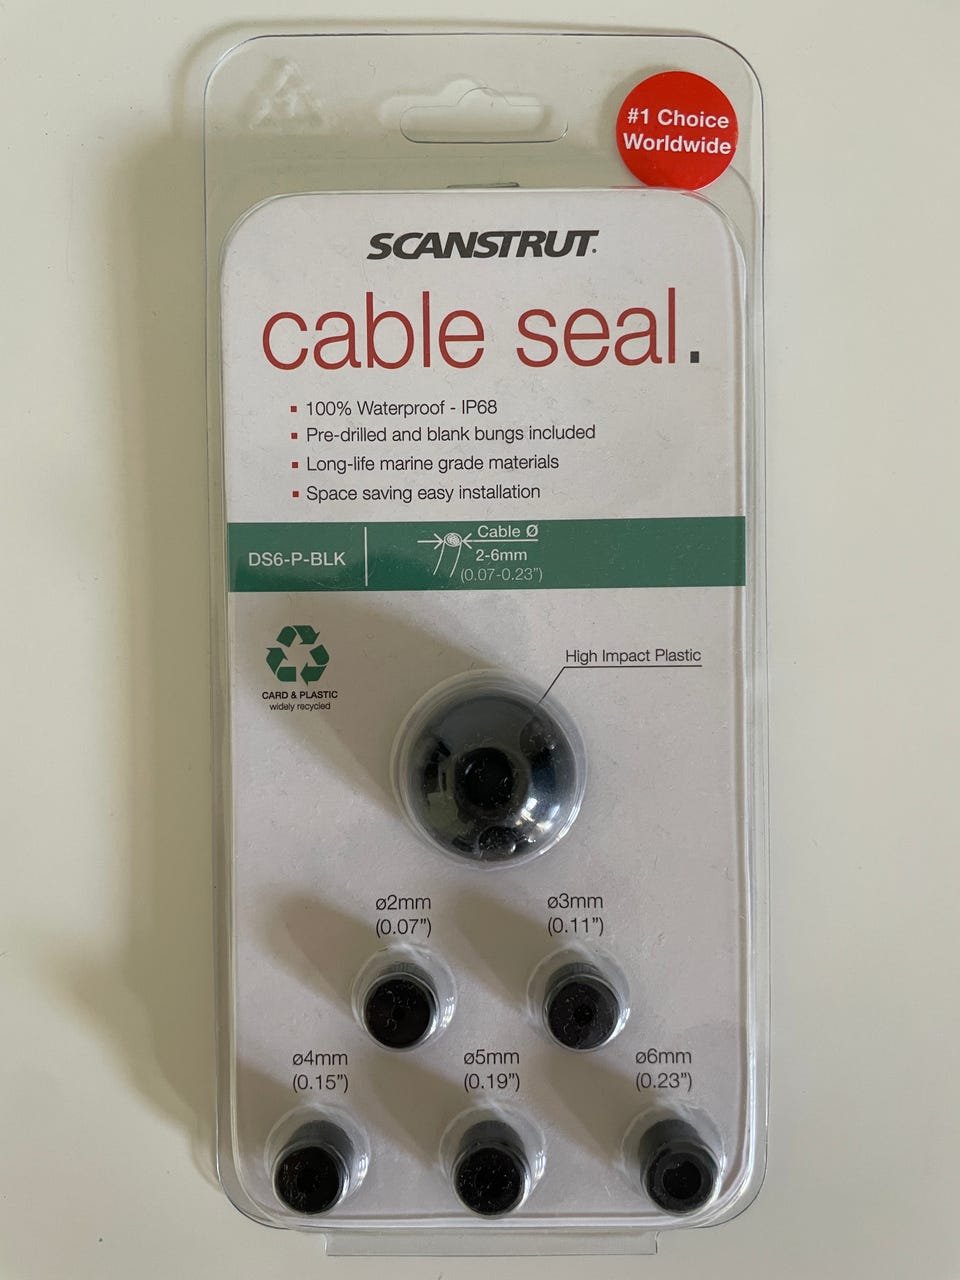 #1 Choice
Worldwide
SCANSTRUT.
cable seal.
▪ 100% Waterproof - IP68
▪ Pre-drilled and blank bungs included
▪ Long-life marine grade materials
▪ Space saving easy installation
DS6-P-BLK
Cable Ø
2-6mm
(0.07-0.23”)
CARD & PLASTIC
widely recycled
High Impact Plastic
ø2mm
(0.07”)
ø3mm
(0.11”)
ø4mm
(0.15”)
ø5mm
(0.19”)
ø6mm
(0.23”)